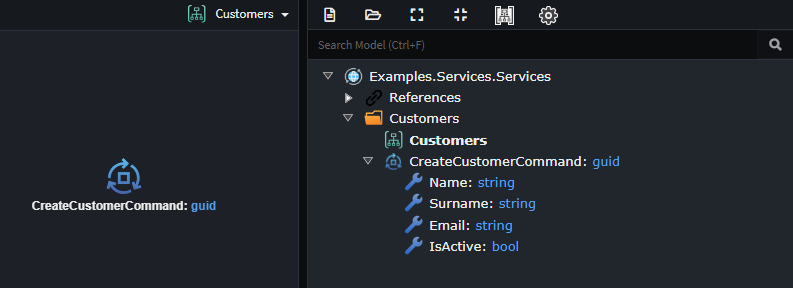 Customers
CreateCustomerCommand: guid
Search Model (Ctrl+F)
Examples.Services.Services
References
Customers
Customers
CreateCustomerCommand: guid
Name: string
Surname: string
Email: string
IsActive: bool